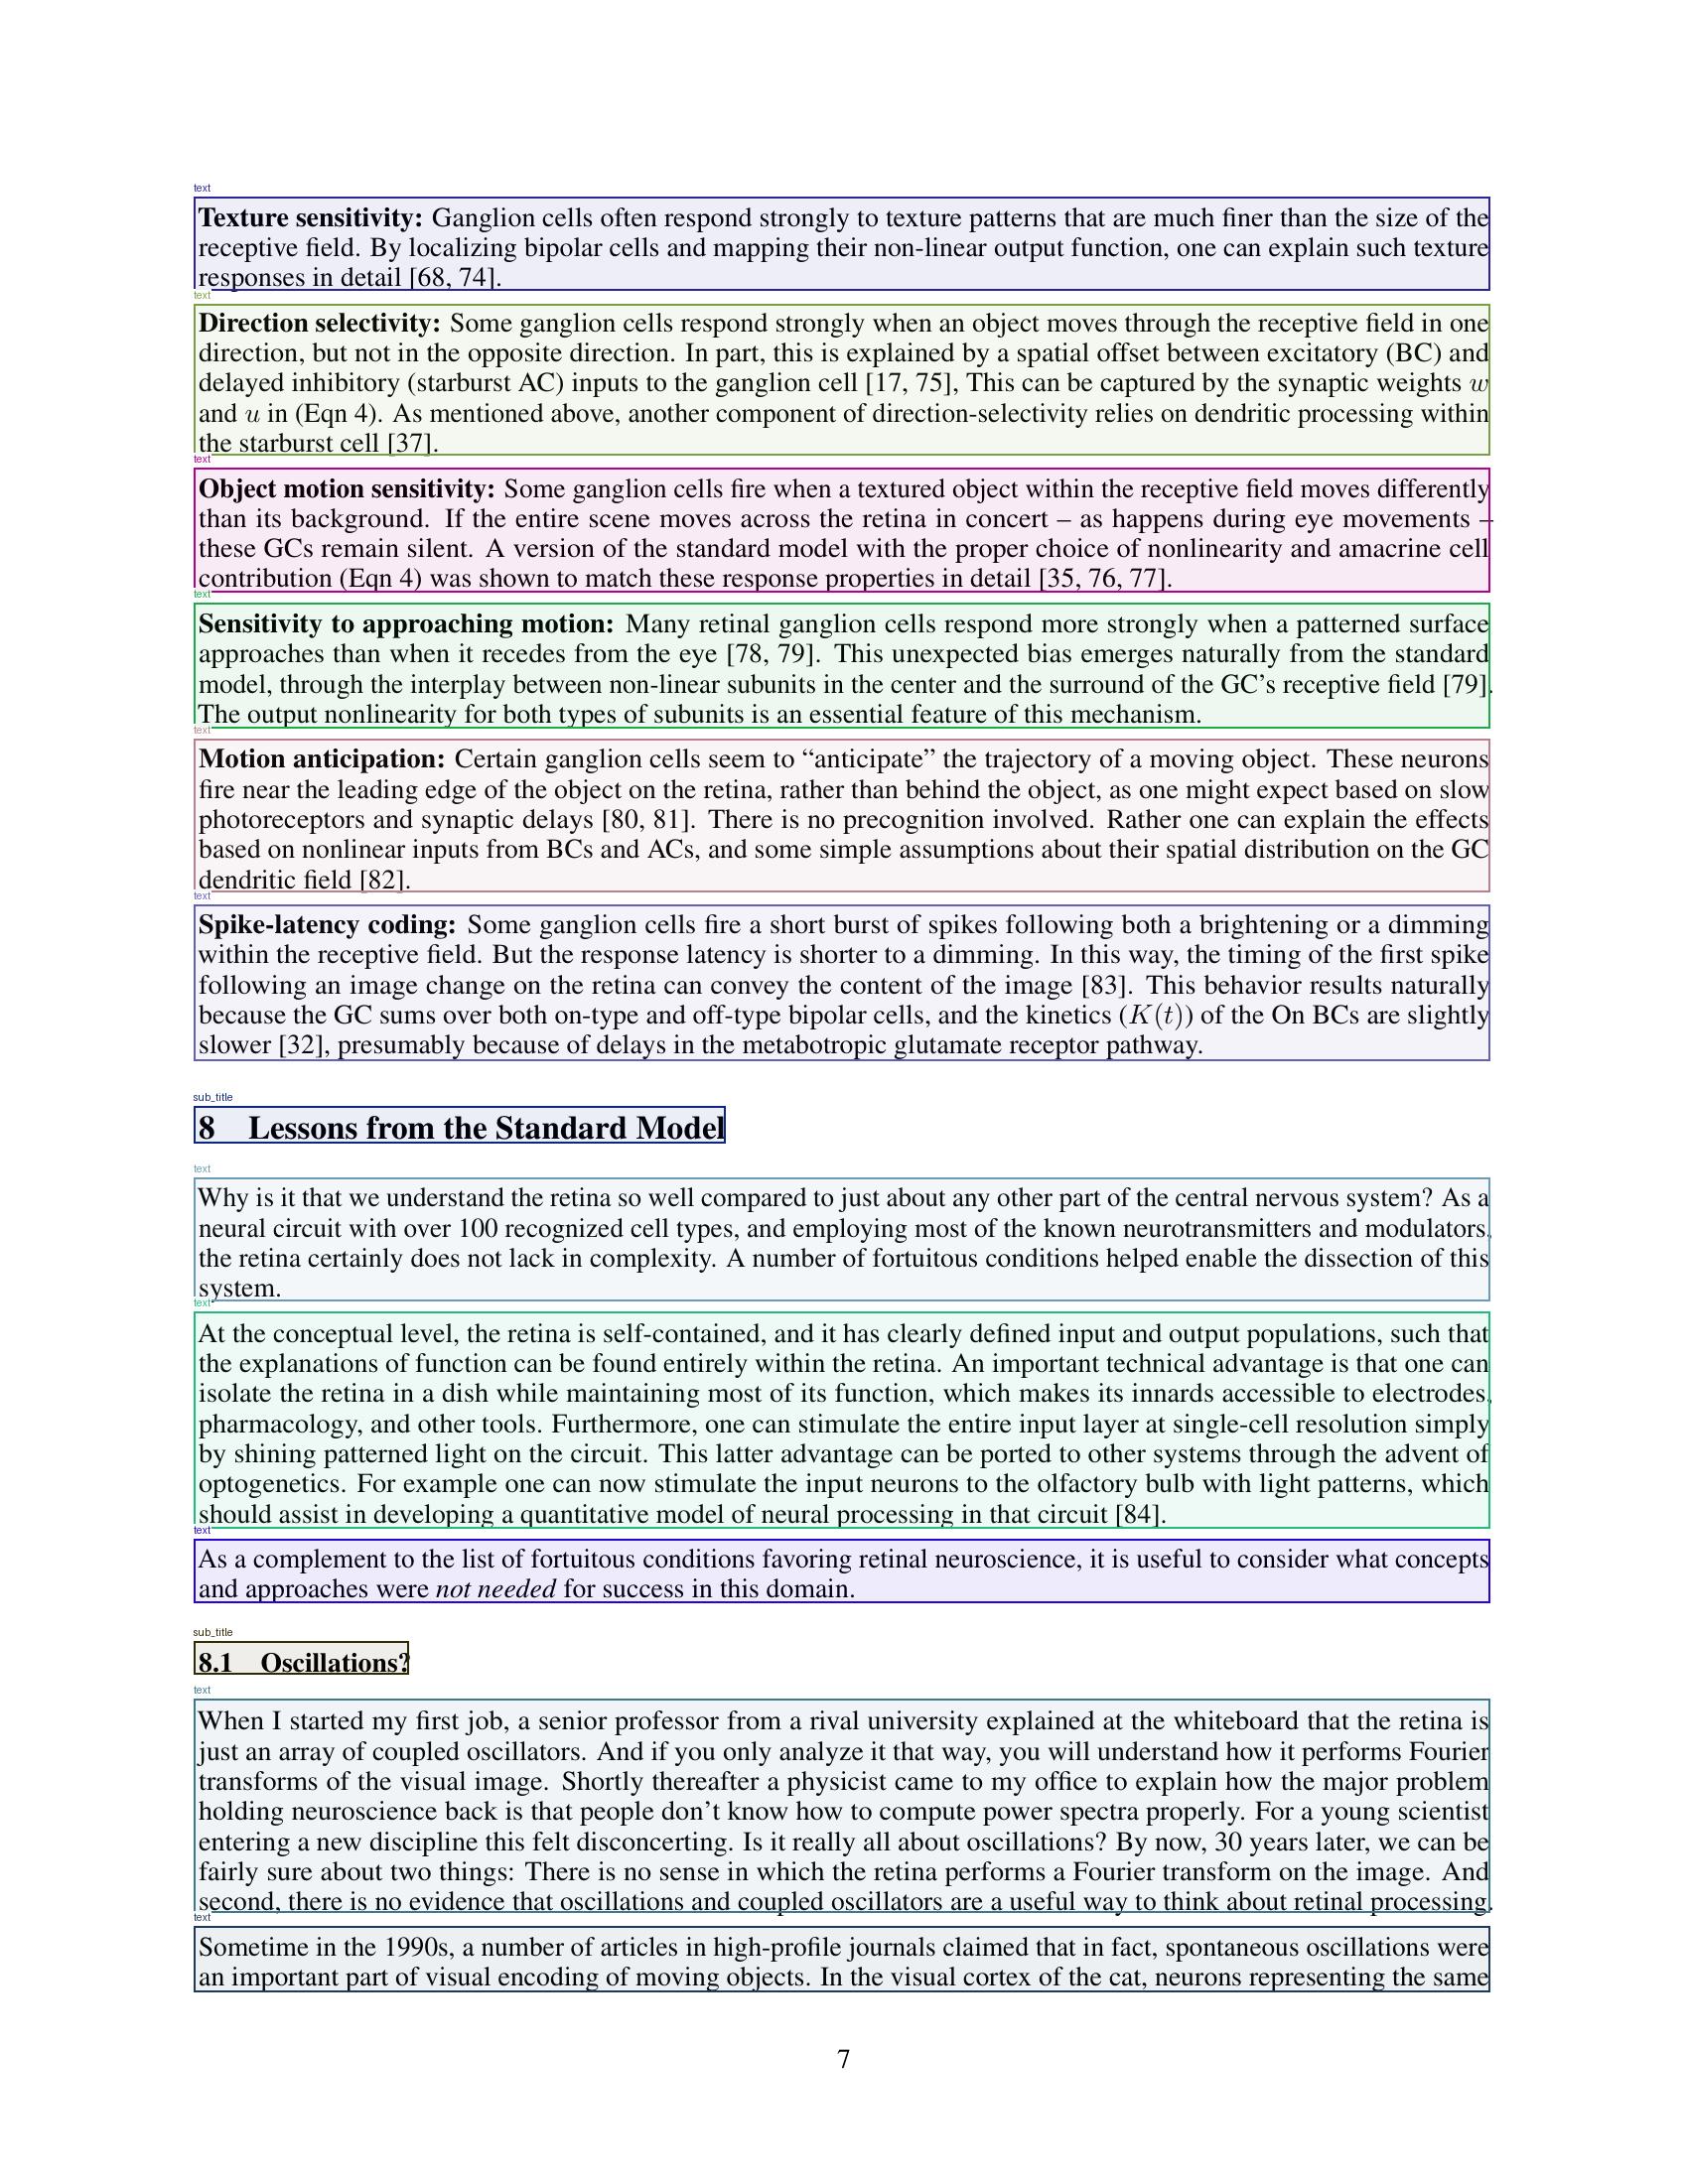 text
Texture sensitivity: Ganglion cells often respond strongly to texture patterns that are much finer than the size of the
receptive field. By localizing bipolar cells and mapping their non-linear output function, one can explain such texture
responses in detail [68, 74].
text
Direction selectivity: Some ganglion cells respond strongly when an object moves through the receptive field in one
direction, but not in the opposite direction. In part, this is explained by a spatial offset between excitatory (BC) and
delayed inhibitory (starburst AC) inputs to the ganglion cell [17, 75], This can be captured by the synaptic weights w
and u in (Eqn 4). As mentioned above, another component of direction-selectivity relies on dendritic processing within
the starburst cell [37].
text
Object motion sensitivity: Some ganglion cells fire when a textured object within the receptive field moves differently
than its background. If the entire scene moves across the retina in concert – as happens during eye movements –
these GCs remain silent. A version of the standard model with the proper choice of nonlinearity and amacrine cell
contribution (Eqn 4) was shown to match these response properties in detail [35, 76, 77].
text
Sensitivity to approaching motion: Many retinal ganglion cells respond more strongly when a patterned surface
approaches than when it recedes from the eye [78, 79]. This unexpected bias emerges naturally from the standard
model, through the interplay between non-linear subunits in the center and the surround of the GC's receptive field [79].
The output nonlinearity for both types of subunits is an essential feature of this mechanism.
text
Motion anticipation: Certain ganglion cells seem to “anticipate” the trajectory of a moving object. These neurons
fire near the leading edge of the object on the retina, rather than behind the object, as one might expect based on slow
photoreceptors and synaptic delays [80, 81]. There is no precognition involved. Rather one can explain the effects
based on nonlinear inputs from BCs and ACs, and some simple assumptions about their spatial distribution on the GC
dendritic field [82].
text
Spike-latency coding: Some ganglion cells fire a short burst of spikes following both a brightening or a dimming
within the receptive field. But the response latency is shorter to a dimming. In this way, the timing of the first spike
following an image change on the retina can convey the content of the image [83]. This behavior results naturally
because the GC sums over both on-type and off-type bipolar cells, and the kinetics (K(t)) of the On BCs are slightly
slower [32], presumably because of delays in the metabotropic glutamate receptor pathway.
sub_title
8 Lessons from the Standard Model
text
Why is it that we understand the retina so well compared to just about any other part of the central nervous system? As a
neural circuit with over 100 recognized cell types, and employing most of the known neurotransmitters and modulators,
the retina certainly does not lack in complexity. A number of fortuitous conditions helped enable the dissection of this
system.
text
At the conceptual level, the retina is self-contained, and it has clearly defined input and output populations, such that
the explanations of function can be found entirely within the retina. An important technical advantage is that one can
isolate the retina in a dish while maintaining most of its function, which makes its innards accessible to electrodes,
pharmacology, and other tools. Furthermore, one can stimulate the entire input layer at single-cell resolution simply
by shining patterned light on the circuit. This latter advantage can be ported to other systems through the advent of
optogenetics. For example one can now stimulate the input neurons to the olfactory bulb with light patterns, which
should assist in developing a quantitative model of neural processing in that circuit [84].
text
As a complement to the list of fortuitous conditions favoring retinal neuroscience, it is useful to consider what concepts
and approaches were not needed for success in this domain.
sub_title
8.1 Oscillations?
text
When I started my first job, a senior professor from a rival university explained at the whiteboard that the retina is
just an array of coupled oscillators. And if you only analyze it that way, you will understand how it performs Fourier
transforms of the visual image. Shortly thereafter a physicist came to my office to explain how the major problem
holding neuroscience back is that people don't know how to compute power spectra properly. For a young scientist
entering a new discipline this felt disconcerting. Is it really all about oscillations? By now, 30 years later, we can be
fairly sure about two things: There is no sense in which the retina performs a Fourier transform on the image. And
second, there is no evidence that oscillations and coupled oscillators are a useful way to think about retinal processing.
text
Sometime in the 1990s, a number of articles in high-profile journals claimed that in fact, spontaneous oscillations were
an important part of visual encoding of moving objects. In the visual cortex of the cat, neurons representing the same
7